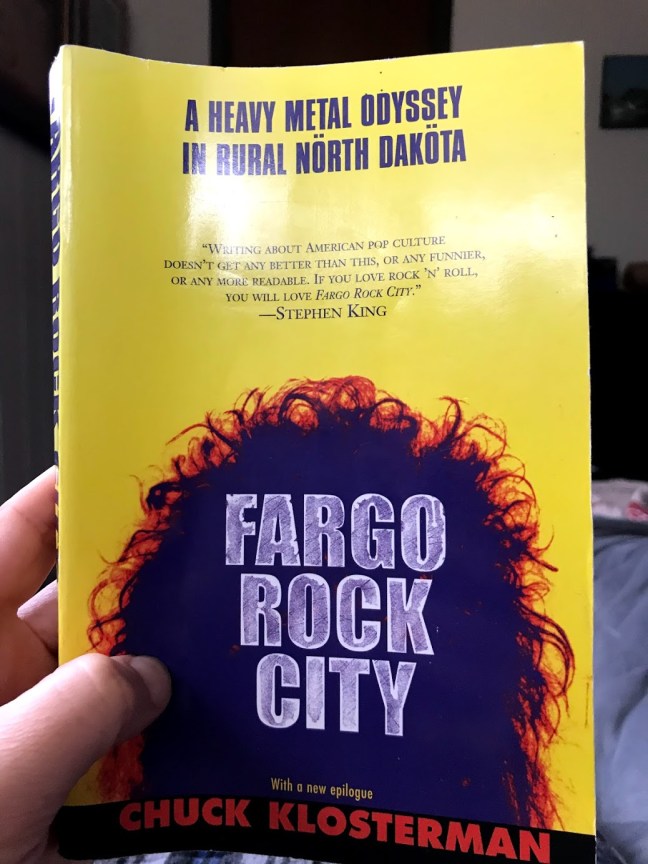 A HEAVY METAL ODYSSEY
IN RURAL NÖRTH DAKÖTA
“WRITING ABOUT AMERICAN POP CULTURE
DOESN’T GET ANY BETTER THAN THIS, OR ANY FUNNIER,
OR ANY MORE READABLE. IF YOU LOVE ROCK ’N’ ROLL,
YOU WILL LOVE FARGO ROCK CITY.”
—STEPHEN KING
FARGO
ROCK
CITY
With a new epilogue
CHUCK KLOSTERMAN